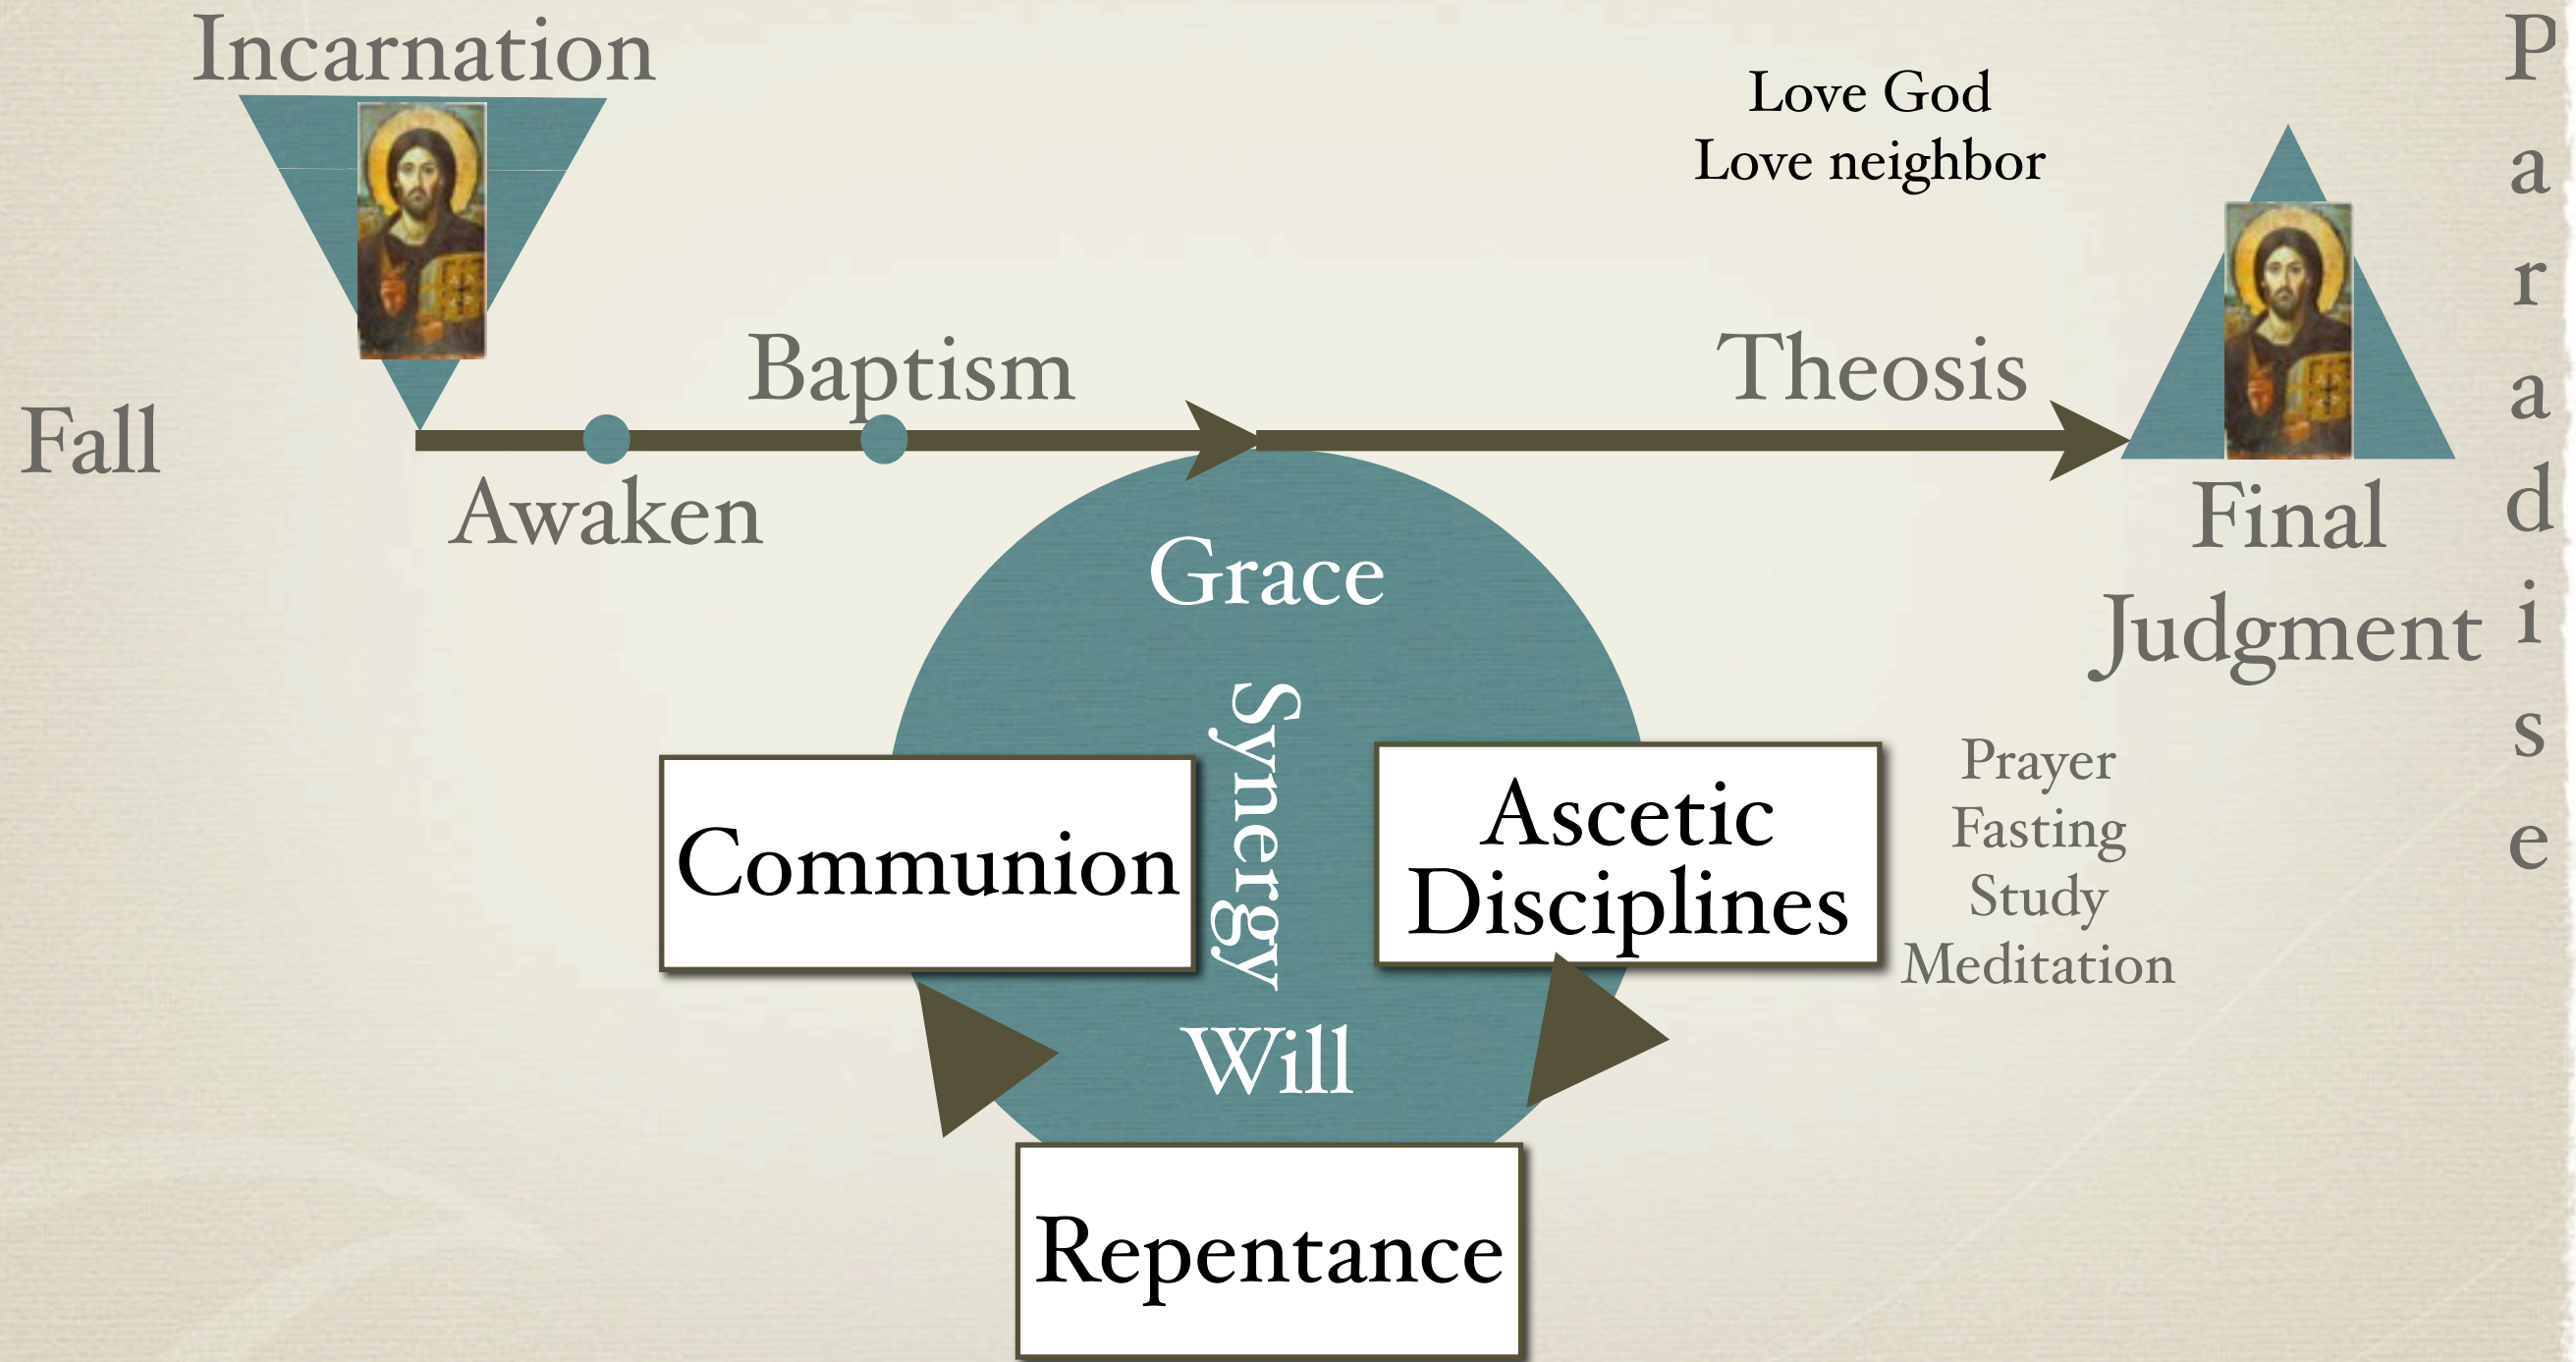 Incarnation
Love God
Love neighbor
Paradise
Baptism
Theosis
Fall
Awaken
Final
Judgment
Grace
Synergy
Communion
Ascetic
Disciplines
Prayer
Fasting
Study
Meditation
Will
Repentance